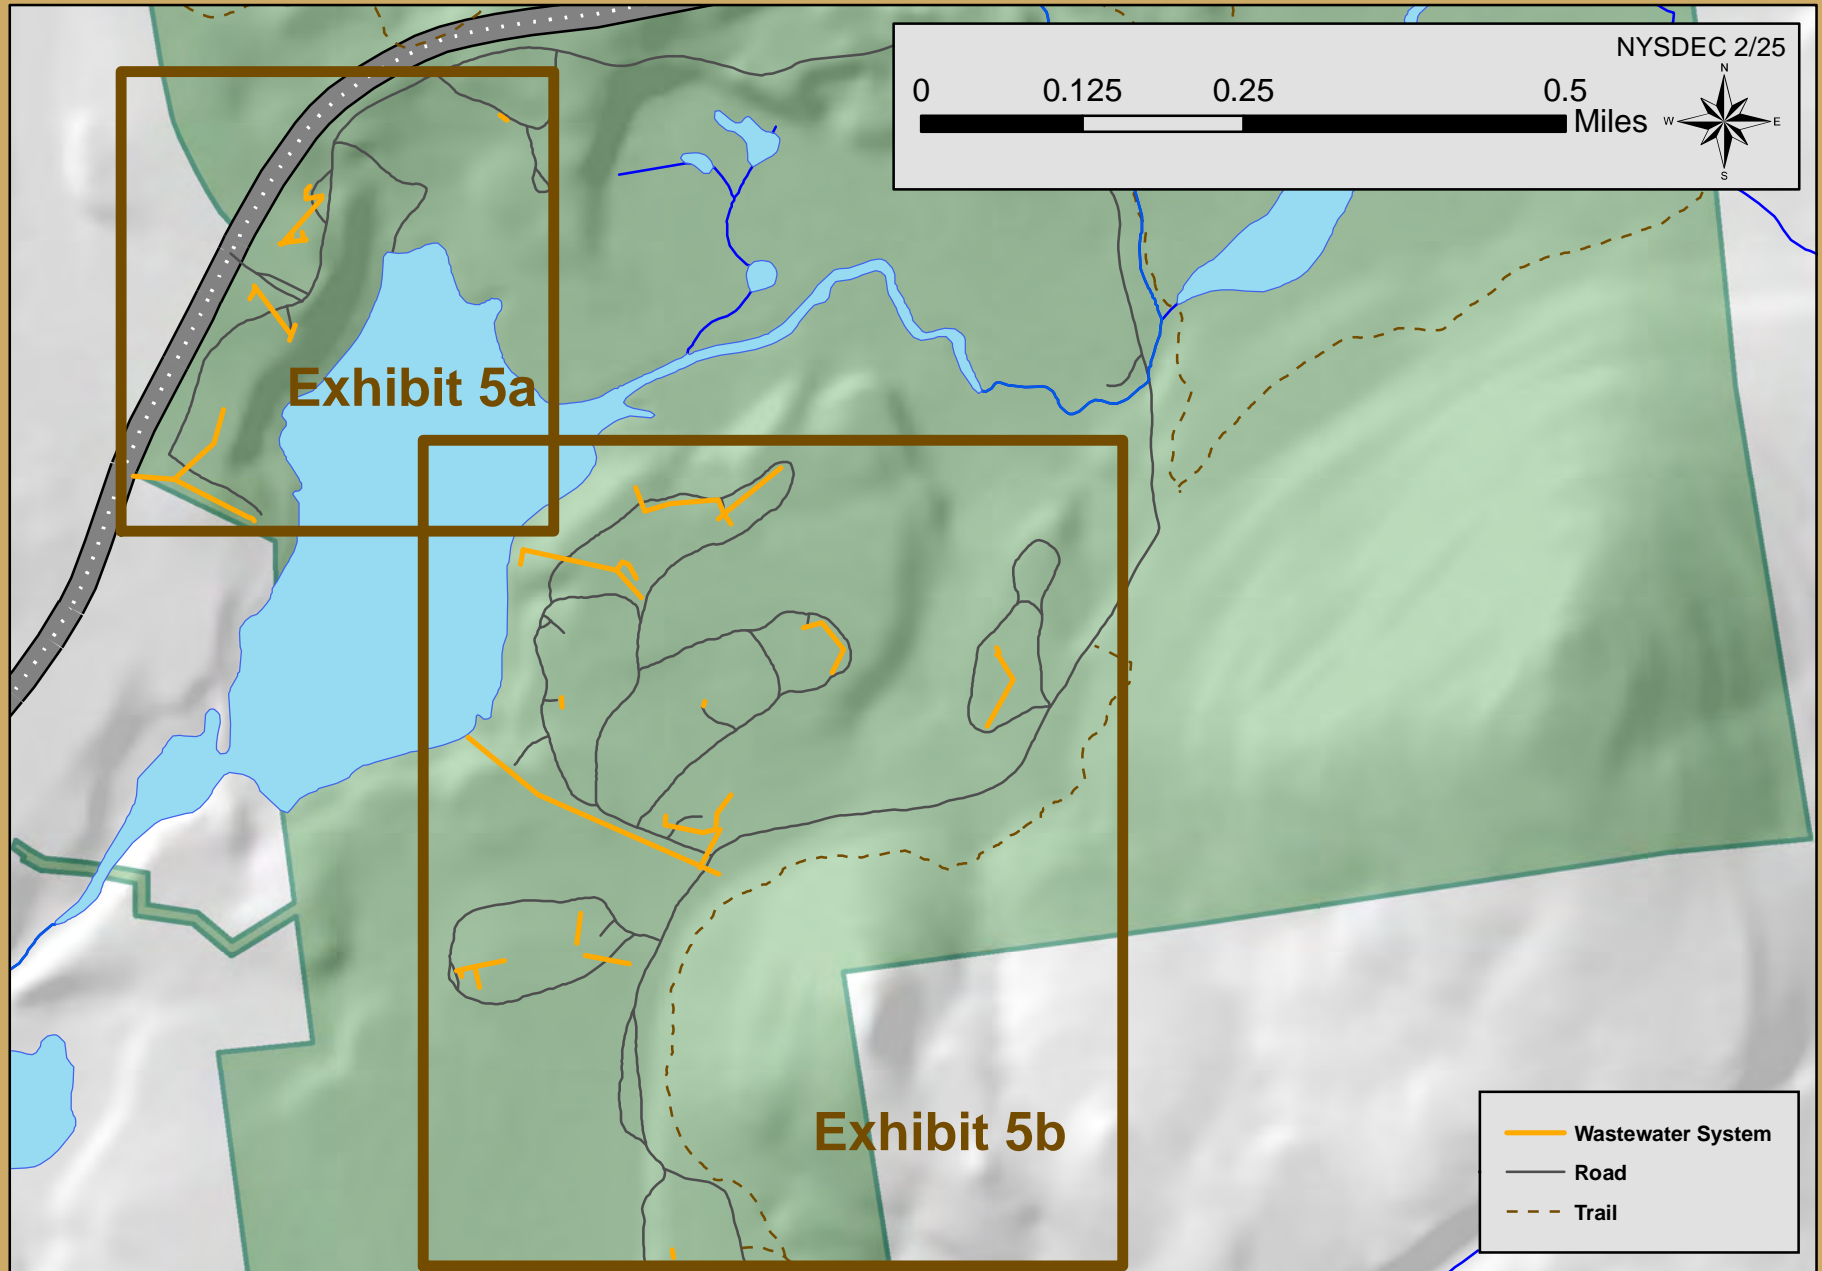 NYSDEC 2/25
0 0.125 0.25 0.5
Miles
N
W E
S
Exhibit 5a
Exhibit 5b
Wastewater System
Road
Trail